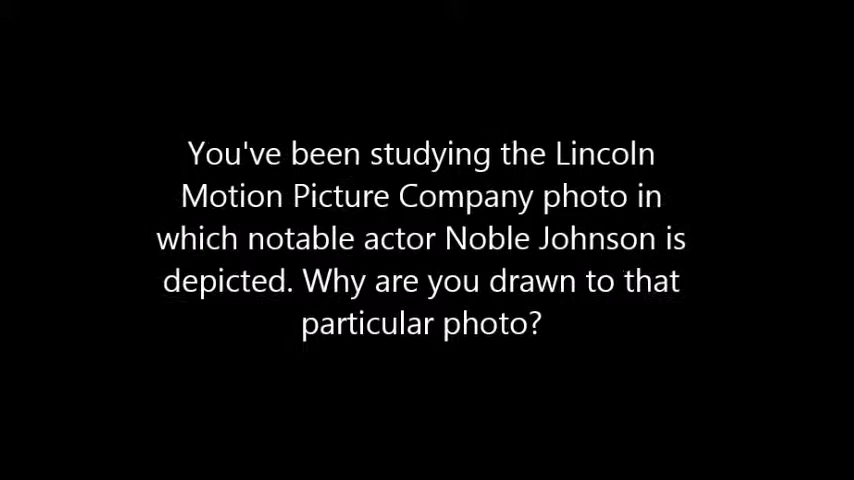 You've been studying the Lincoln
Motion Picture Company photo in
which notable actor Noble Johnson is
depicted. Why are you drawn to that
particular photo?